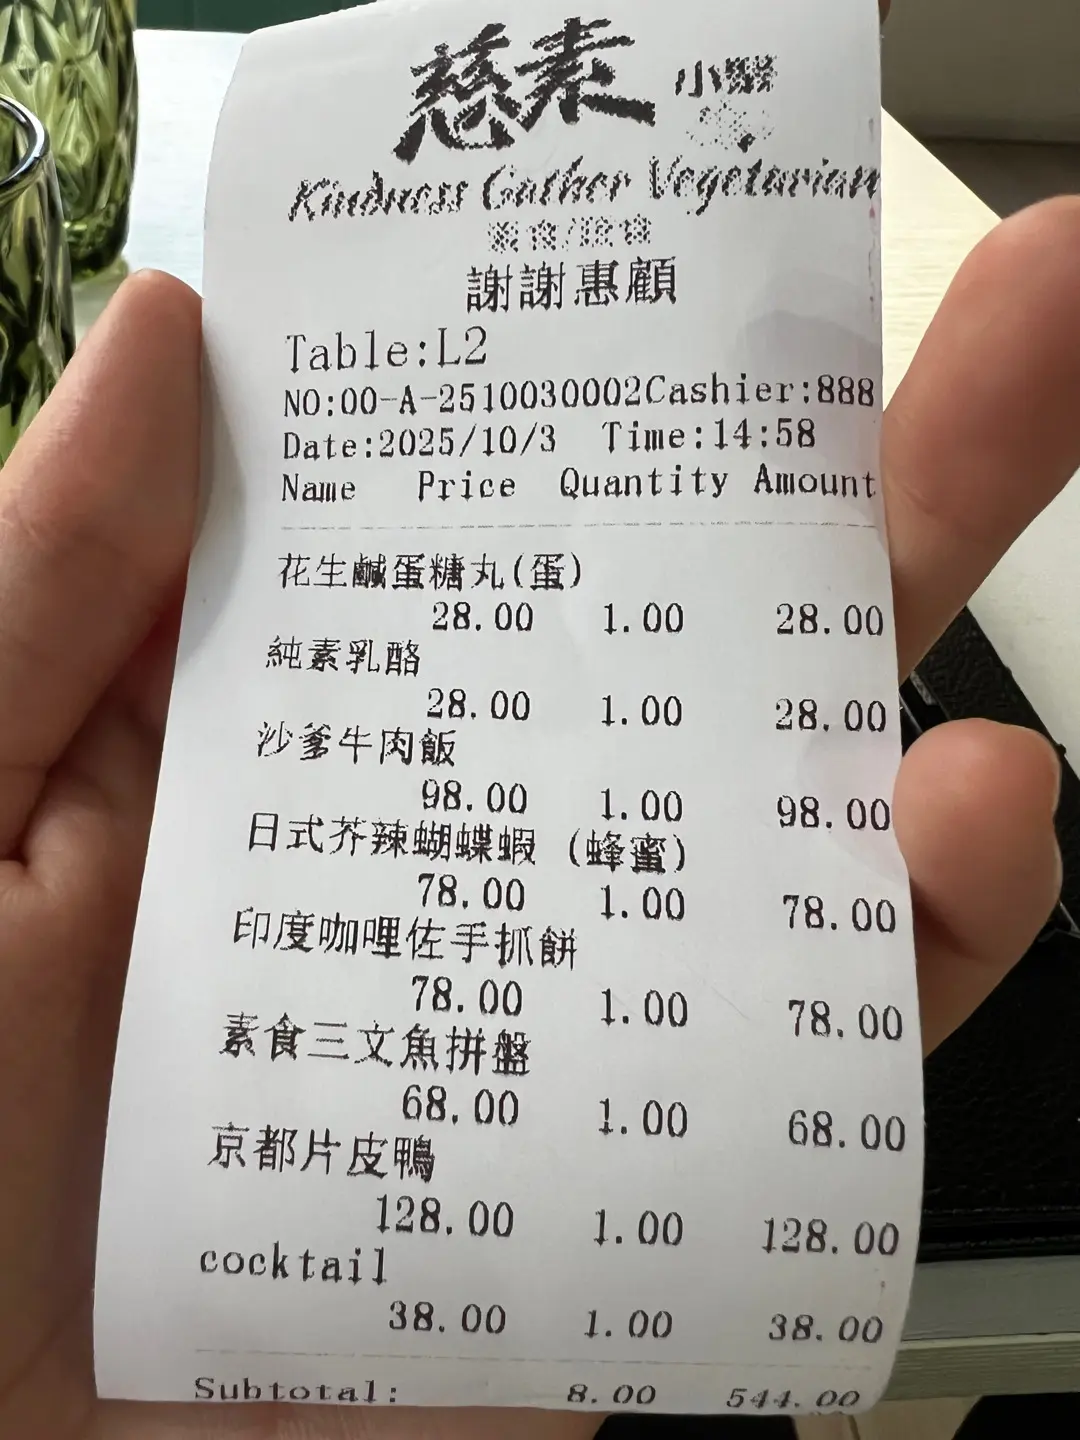 慈素 小聚
Kindness Gather Vegetarian
素食/蔬食
謝謝惠顧
Table:L2
NO:00-A-2510030002Cashier:888
Date:2025/10/3 Time:14:58
Name Price Quantity Amount
花生鹹蛋糖丸(蛋)
28.00 1.00 28.00
純素乳酪
28.00 1.00 28.00
沙爹牛肉飯
98.00 1.00 98.00
日式芥辣蝴蝶蝦 (蜂蜜)
78.00 1.00 78.00
印度咖哩佐手抓餅
78.00 1.00 78.00
素食三文魚拼盤
68.00 1.00 68.00
京都片皮鴨
128.00 1.00 128.00
cocktail
38.00 1.00 38.00
Subtotal: 8.00 544.00